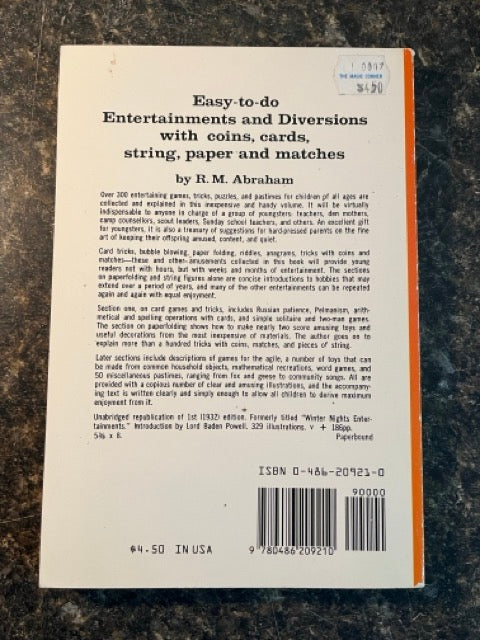 THE MAGIC CORNER
$4.50
Easy-to-do
Entertainments and Diversions
with coins, cards,
string, paper and matches
by R. M. Abraham
Over 300 entertaining games, tricks, puzzles, and pastimes for children of all ages are
collected and explained in this inexpensive and handy volume. It will be virtually
indispensable to anyone in charge of a group of youngsters: teachers, den mothers,
camp counsellors, scout leaders, Sunday school teachers, and others. An excellent gift
for youngsters, it is also a treasury of suggestions for hard-pressed parents on the fine
art of keeping their offspring amused, content, and quiet.
Card tricks, bubble blowing, paper folding, riddles, anagrams, tricks with coins and
matches—these and other amusements collected in this book will provide young
readers not with hours, but with weeks and months of entertainment. The sections
on paperfolding and string figures alone are concise introductions to hobbies that may
extend over a period of years, and many of the other entertainments can be repeated
again and again with equal enjoyment.
Section one, on card games and tricks, includes Russian patience, Pelmanism, arith-
metical and spelling operations with cards, and simple solitaire and two-man games.
The section on paperfolding shows how to make nearly two score amusing toys and
useful decorations from the most inexpensive of materials. The author goes on to
explain more than a hundred tricks with coins, matches, and pieces of string.
Later sections include descriptions of games for the agile, a number of toys that can
be made from common household objects, mathematical recreations, word games, and
50 miscellaneous pastimes, ranging from fox and geese to community songs. All are
provided with a copious number of clear and amusing illustrations, and the accompany-
ing text is written clearly and simply enough to allow all children to derive maximum
enjoyment from it.
Unabridged republication of 1st (1932) edition. Formerly titled "Winter Nights Enter-
tainments." Introduction by Lord Baden Powell. 329 illustrations. v + 186pp.
5⅜ x 8. Paperbound
ISBN 0-486-20921-0
90000
$4.50 IN USA
9 780486 209210